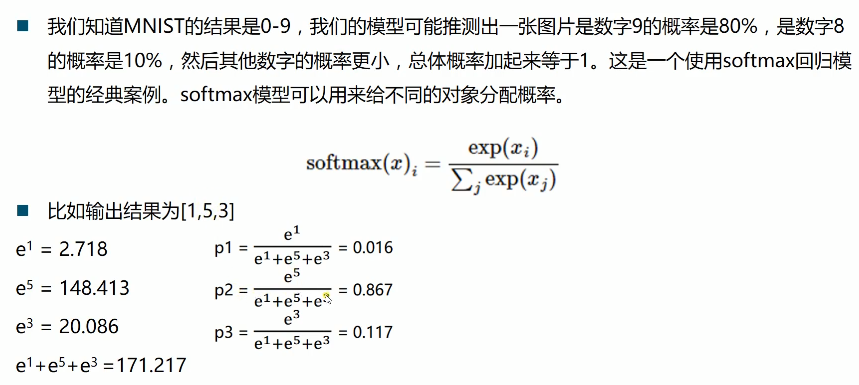 ■ 我们知道MNIST的结果是0-9，我们的模型可能推测出一张图片是数字9的概率是80%，是数字8
的概率是10%，然后其他数字的概率更小，总体概率加起来等于1。这是一个使用softmax回归模
型的经典案例。softmax模型可以用来给不同的对象分配概率。
softmax(x)ᵢ = exp(xᵢ) / ∑ⱼ exp(xⱼ)
■ 比如输出结果为[1,5,3]
e¹ = 2.718
p1 = e¹ / e¹+e⁵+e³ = 0.016
e⁵ = 148.413
p2 = e⁵ / e¹+e⁵+e = 0.867
e³ = 20.086
p3 = e³ / e¹+e⁵+e³ = 0.117
e¹+e⁵+e³ =171.217